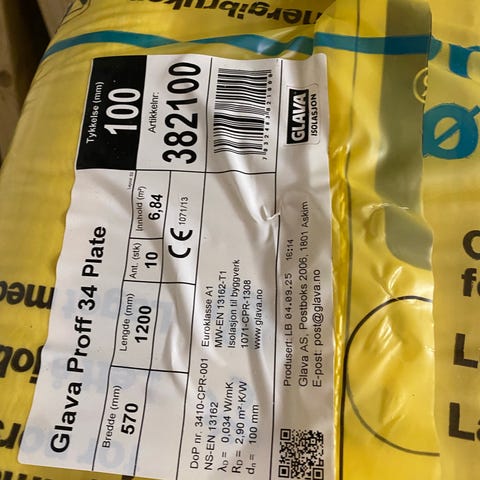 Glava Proff 34 Plate
Tykkelse (mm)
100
Bredde (mm)
570
Lengde (mm)
1200
Ant. (stk)
10
Innhold (m²)
6,84
Artikkelnr:
382100
CE 1071/13
DoP nr. 3410-CPR-001
NS-EN 13162
λD = 0,034 W/mK
RD = 2,90 m²·K/W
dn = 100 mm
Euroklasse A1
MW-EN 13162-T1
Isolasjon til byggverk
1071-CPR-1308
www.glava.no
GLAVA
ISOLASJON
Produsert: LB 04.09.25 16:14
Glava AS, Postboks 2006, 1801 Askim
E-post: post@glava.no